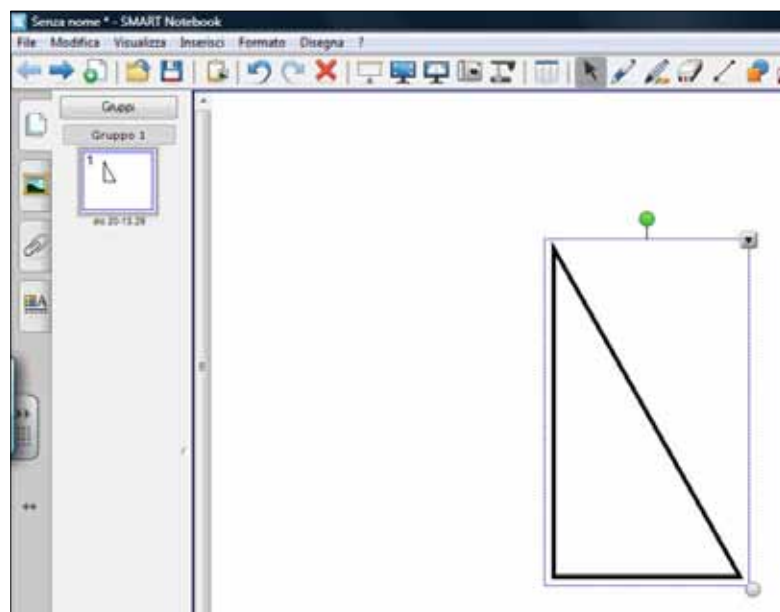 Senza nome * - SMART Notebook
File Modifica Visualizza Inserisci Formato Disegna ?
Gruppi
Gruppo 1
1